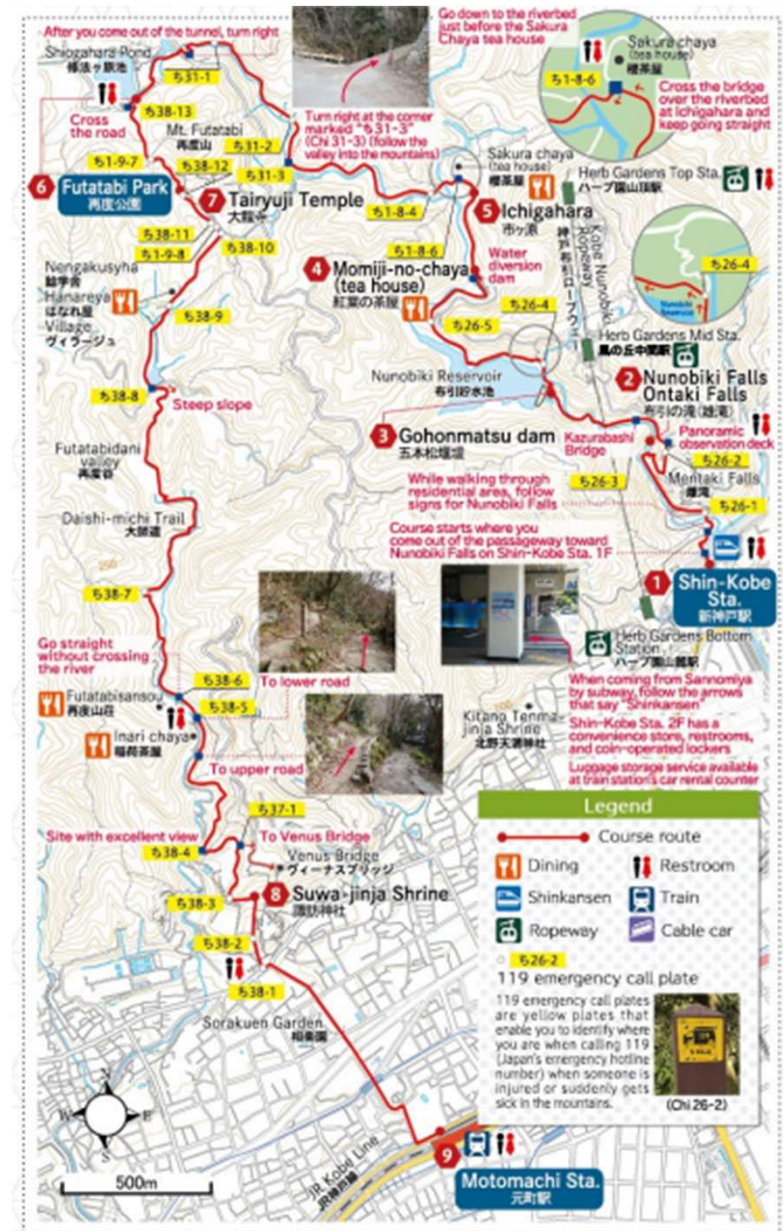 After you come out of the tunnel, turn right
Shiogahara Pond
ち31-1
Go down to the riverbed
just before the Sakura
Chaya tea house
Sakura chaya
(tea house)
櫻茶屋
ち1-8-6
Cross the bridge
over the riverbed
at Ichigahara and
keep going straight
ち38-13
Cross
the road
Mt. Futatabi
再度山
ち31-2
Turn right at the corner
marked "ち31-3"
(Chi 31-3) (follow the
valley into the mountains)
ち1-9-7
ち38-12
ち31-3
6
Futatabi Park
再度公園
7
Tairyuji Temple
大龍寺
Sakura chaya
(tea house)
櫻茶屋
Herb Gardens Top Sta.
ハーブ園山頂駅
ち1-8-4
5
Ichigahara
市ヶ原
ち38-11
ち1-9-8
ち38-10
ち1-8-6
Kobe Nunobiki
Ropeway
神戸布引ロープウェー
4
Momiji-no-chaya
(tea house)
紅葉の茶屋
Water
diversion
dam
ち26-4
Nunobiki
Reservoir
Nengakusyha
Hanareya
はなれ屋
Village
ヴィラージュ
ち38-9
ち26-4
ち26-5
Herb Gardens Mid Sta.
風の丘中間駅
Nunobiki Reservoir
布引貯水池
2
Nunobiki Falls
Ontaki Falls
布引の滝(雄滝)
ち38-8
Steep slope
3
Gohonmatsu dam
五本松堰堤
Kazurabashi
Bridge
Panoramic
observation deck
ち26-2
Futatabidani
valley
再度谷
ち26-3
Mentaki Falls
雌滝
While walking through
residential area, follow
signs for Nunobiki Falls
ち26-1
Daishi-michi Trail
大師道
Course starts where you
come out of the passageway toward
Nunobiki Falls on Shin-Kobe Sta. 1F
250
1
Shin-Kobe
Sta.
新神戸駅
ち38-7
Herb Gardens Bottom
Station
ハーブ園山麓駅
Go straight
without crossing
the river
ち38-6
To lower road
Futatabisansou
再度山荘
ち38-5
Inari chaya
稲荷茶屋
To upper road
Kitano Tenma-
jinja Shrine
北野天満神社
When coming from Sannomiya
by subway, follow the arrows
that say "Shinkansen"
Shin-Kobe Sta. 2F has a
convenience store, restrooms,
and coin-operated lockers
Luggage storage service available
at train station's car rental counter
ち37-1
Site with excellent view
ち38-4
To Venus Bridge
Venus Bridge
ヴィーナスブリッジ
ち38-3
8
Suwa-jinja Shrine
諏訪神社
ち38-2
ち38-1
Sorakuen Garden
相楽園
Legend
Course route
Dining
Restroom
Shinkansen
Train
Ropeway
Cable car
ち26-2
119 emergency call plate
119 emergency call plates
are yellow plates that
enable you to identify where
you are when calling 119
(Japan's emergency hotline
number) when someone is
injured or suddenly gets
sick in the mountains.
(Chi 26-2)
N
W
E
S
500m
JR Kobe Line
JR神戸線
9
Motomachi Sta.
元町駅